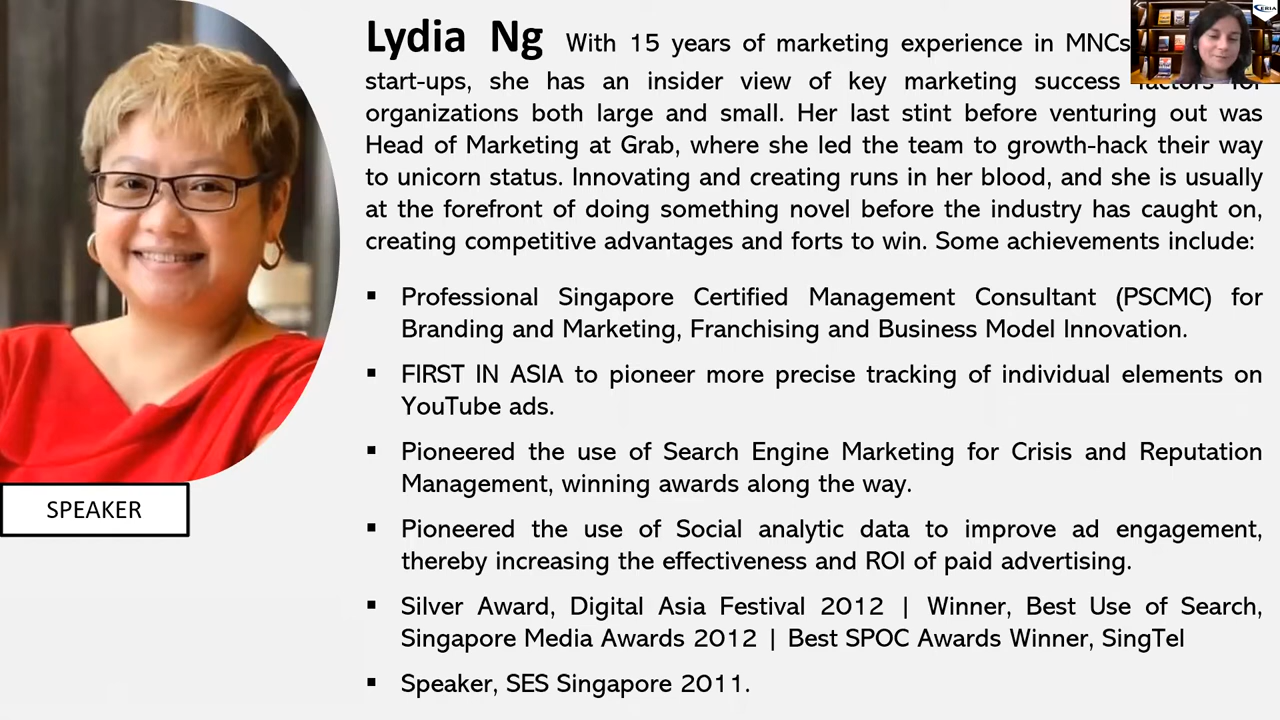 Lydia Ng With 15 years of marketing experience in MNCs
start-ups, she has an insider view of key marketing success factors for
organizations both large and small. Her last stint before venturing out was
Head of Marketing at Grab, where she led the team to growth-hack their way
to unicorn status. Innovating and creating runs in her blood, and she is usually
at the forefront of doing something novel before the industry has caught on,
creating competitive advantages and forts to win. Some achievements include:
▪ Professional Singapore Certified Management Consultant (PSCMC) for
Branding and Marketing, Franchising and Business Model Innovation.
▪ FIRST IN ASIA to pioneer more precise tracking of individual elements on
YouTube ads.
▪ Pioneered the use of Search Engine Marketing for Crisis and Reputation
Management, winning awards along the way.
▪ Pioneered the use of Social analytic data to improve ad engagement,
thereby increasing the effectiveness and ROI of paid advertising.
▪ Silver Award, Digital Asia Festival 2012 | Winner, Best Use of Search,
Singapore Media Awards 2012 | Best SPOC Awards Winner, SingTel
▪ Speaker, SES Singapore 2011.
SPEAKER
ERIA